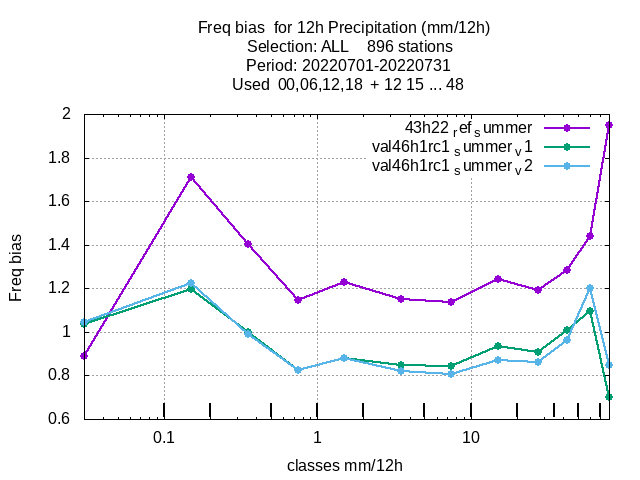 Freq bias  for 12h Precipitation (mm/12h)
Selection: ALL    896 stations
Period: 20220701-20220731
Used  00,06,12,18  + 12 15 ... 48
43h22 ref summer
val46h1rc1 summer v1
val46h1rc1 summer v2
2
1.8
1.6
1.4
1.2
1
0.8
0.6
Freq bias
0.1 1 10
classes mm/12h